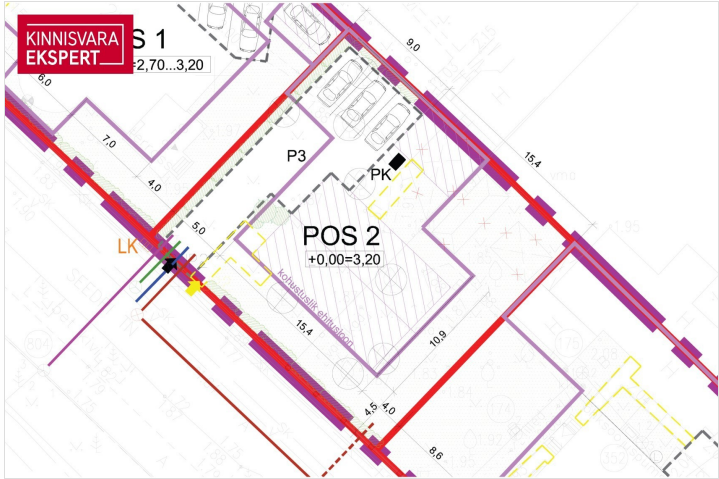 KINNISVARA
EKSPERT
S 1
=2,70...3,20
6,0
9,0
7,0
P3
PK
15,4
4,0
5,0
LK
POS 2
+0,00=3,20
kohustuslik ehitusjoon
15,4
10,9
4,5
4,0
8,6